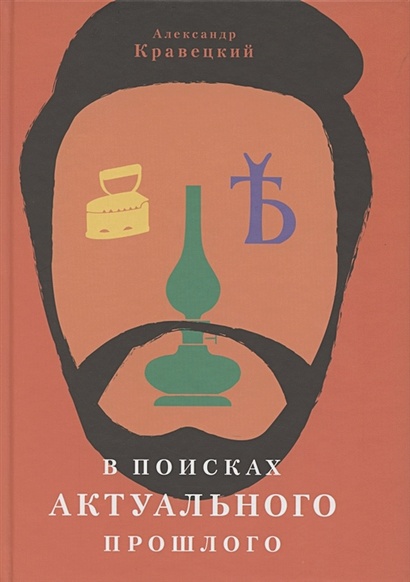 Александр
Кравецкий
Ѣ
В ПОИСКАХ
АКТУАЛЬНОГО
ПРОШЛОГО